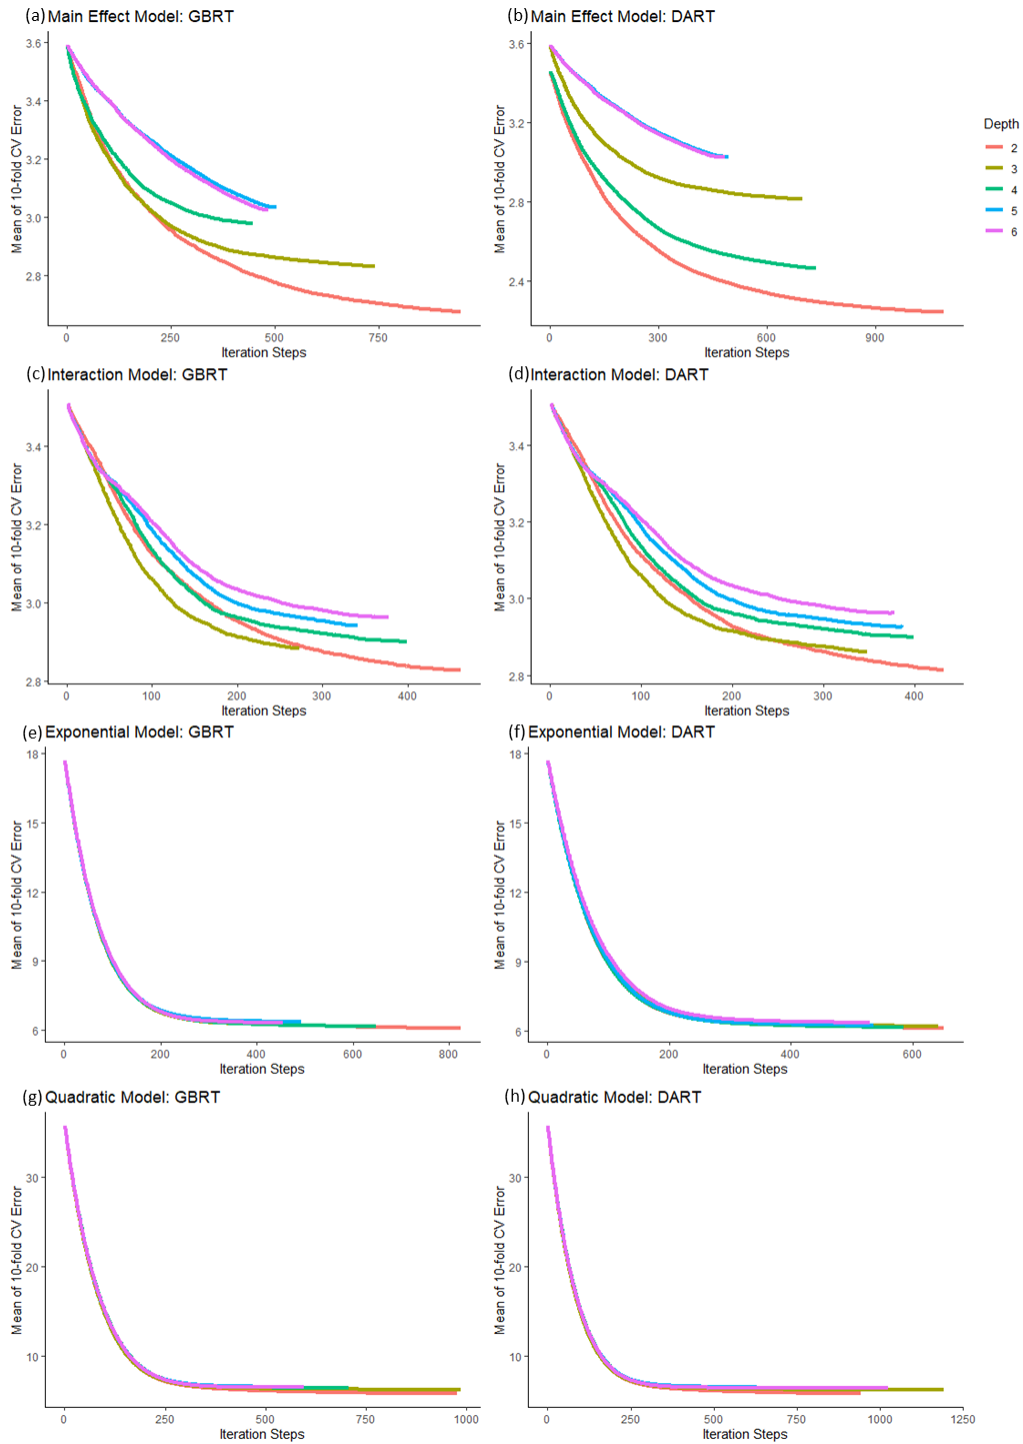 (a) Main Effect Model: GBRT
Mean of 10-fold CV Error
3.6
3.4
3.2
3.0
2.8
0 250 500 750
Iteration Steps
(b) Main Effect Model: DART
Mean of 10-fold CV Error
3.6
3.2
2.8
2.4
0 300 600 900
Iteration Steps
Depth
2
3
4
5
6
(c) Interaction Model: GBRT
Mean of 10-fold CV Error
3.4
3.2
3.0
2.8
0 100 200 300 400
Iteration Steps
(d) Interaction Model: DART
Mean of 10-fold CV Error
3.4
3.2
3.0
2.8
0 100 200 300 400
Iteration Steps
(e) Exponential Model: GBRT
Mean of 10-fold CV Error
18
15
12
9
6
0 200 400 600 800
Iteration Steps
(f) Exponential Model: DART
Mean of 10-fold CV Error
18
15
12
9
6
0 200 400 600
Iteration Steps
(g) Quadratic Model: GBRT
Mean of 10-fold CV Error
30
20
10
0 250 500 750 1000
Iteration Steps
(h) Quadratic Model: DART
Mean of 10-fold CV Error
30
20
10
0 250 500 750 1000 1250
Iteration Steps